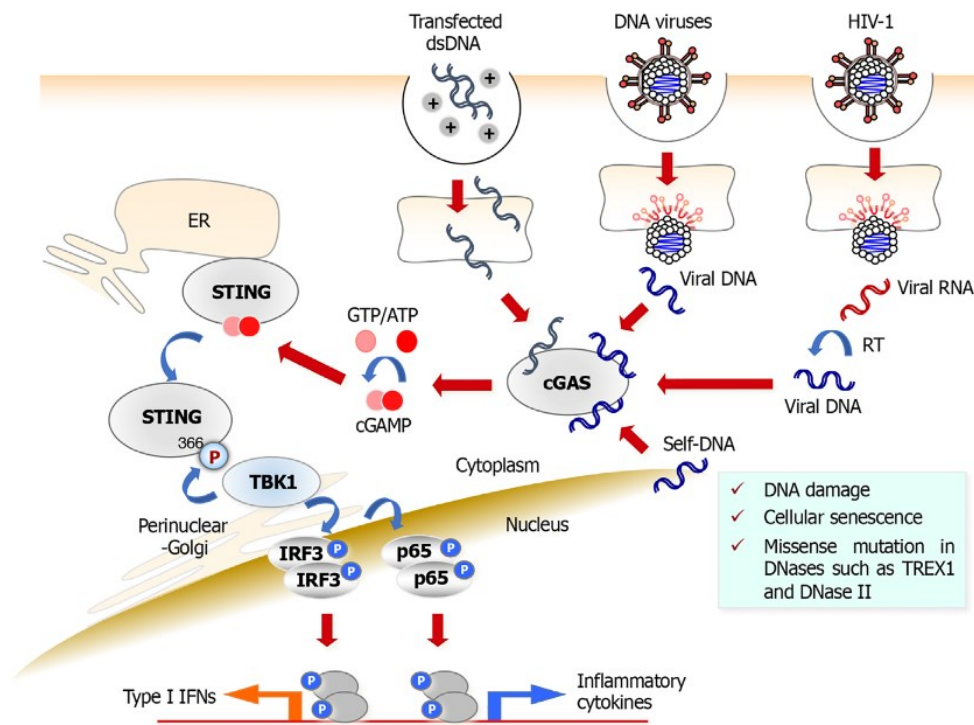 Transfected
dsDNA
DNA viruses
HIV-1
+
+
+
ER
STING
GTP/ATP
cGAMP
cGAS
Viral DNA
Viral RNA
RT
Viral DNA
STING
366
P
TBK1
Perinuclear
-Golgi
Cytoplasm
Nucleus
Self-DNA
✓ DNA damage
✓ Cellular senescence
✓ Missense mutation in
DNases such as TREX1
and DNase II
IRF3 P
IRF3 P
p65 P
p65 P
Type I IFNs
P
P
P
P
Inflammatory
cytokines